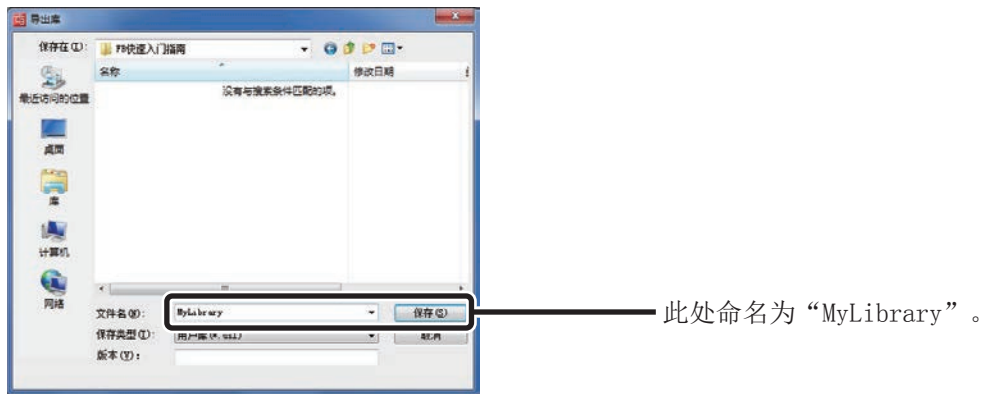 导出库
保存在(I): FB快速入门指南
名称 修改日期
没有与搜索条件匹配的项。
最近访问的位置
桌面
库
计算机
网络
文件名(N): MyLibrary 保存(S)
保存类型(T): 用户库 取消
版本(V):
此处命名为“MyLibrary”。